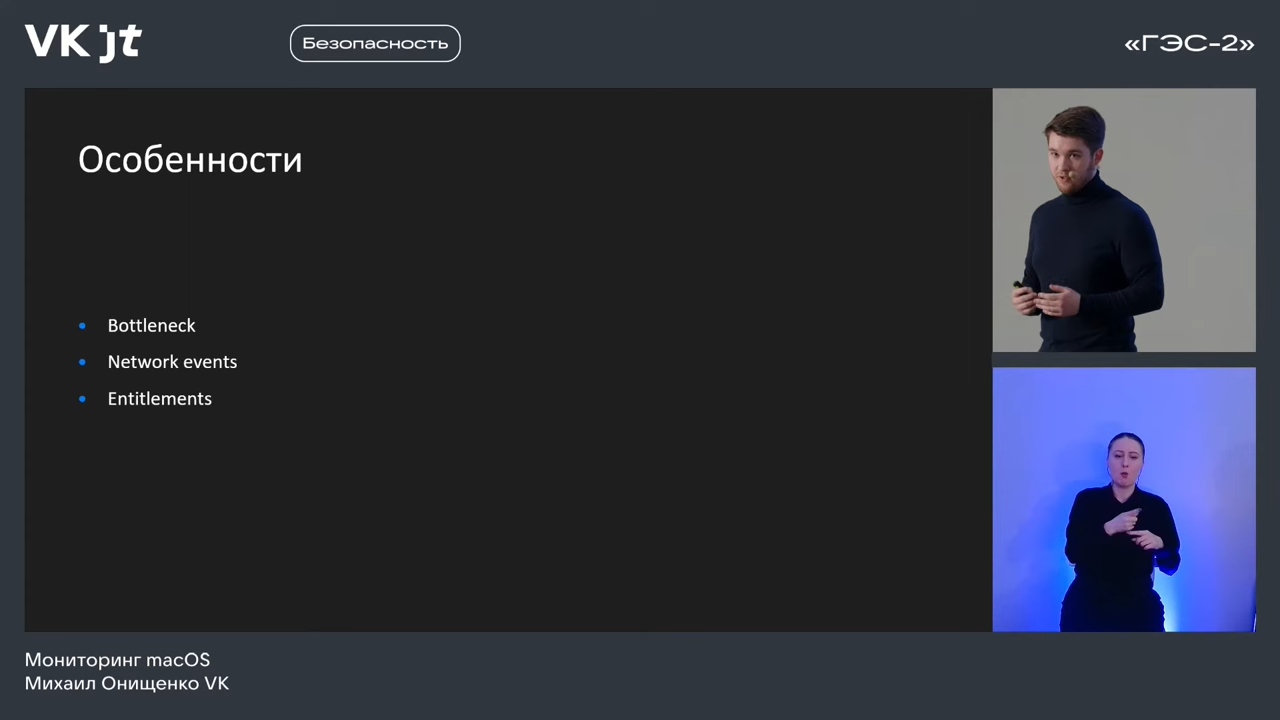 VK jt
Безопасность
«ГЭС-2»
Особенности
Bottleneck
Network events
Entitlements
Мониторинг macOS
Михаил Онищенко VK